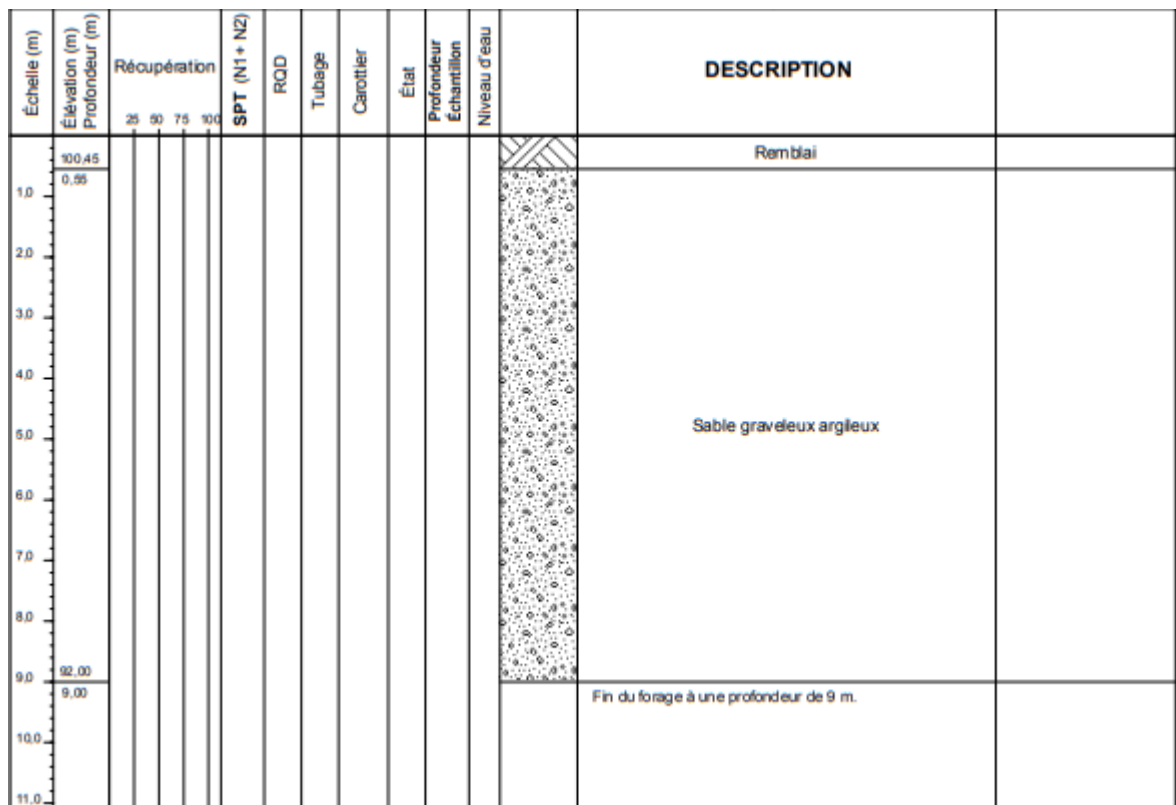 Échelle (m)
Élévation (m)
Profondeur (m)
Récupération
25 50 75 100
SPT (N1+ N2)
RQD
Tubage
Carottier
État
Profondeur
Échantillon
Niveau d'eau
DESCRIPTION
Remblai
100,45
0,55
1,0
2,0
3,0
4,0
Sable graveleux argileux
5,0
6,0
7,0
8,0
92,00
9,0
9,00
Fin du forage à une profondeur de 9 m.
10,0
11,0